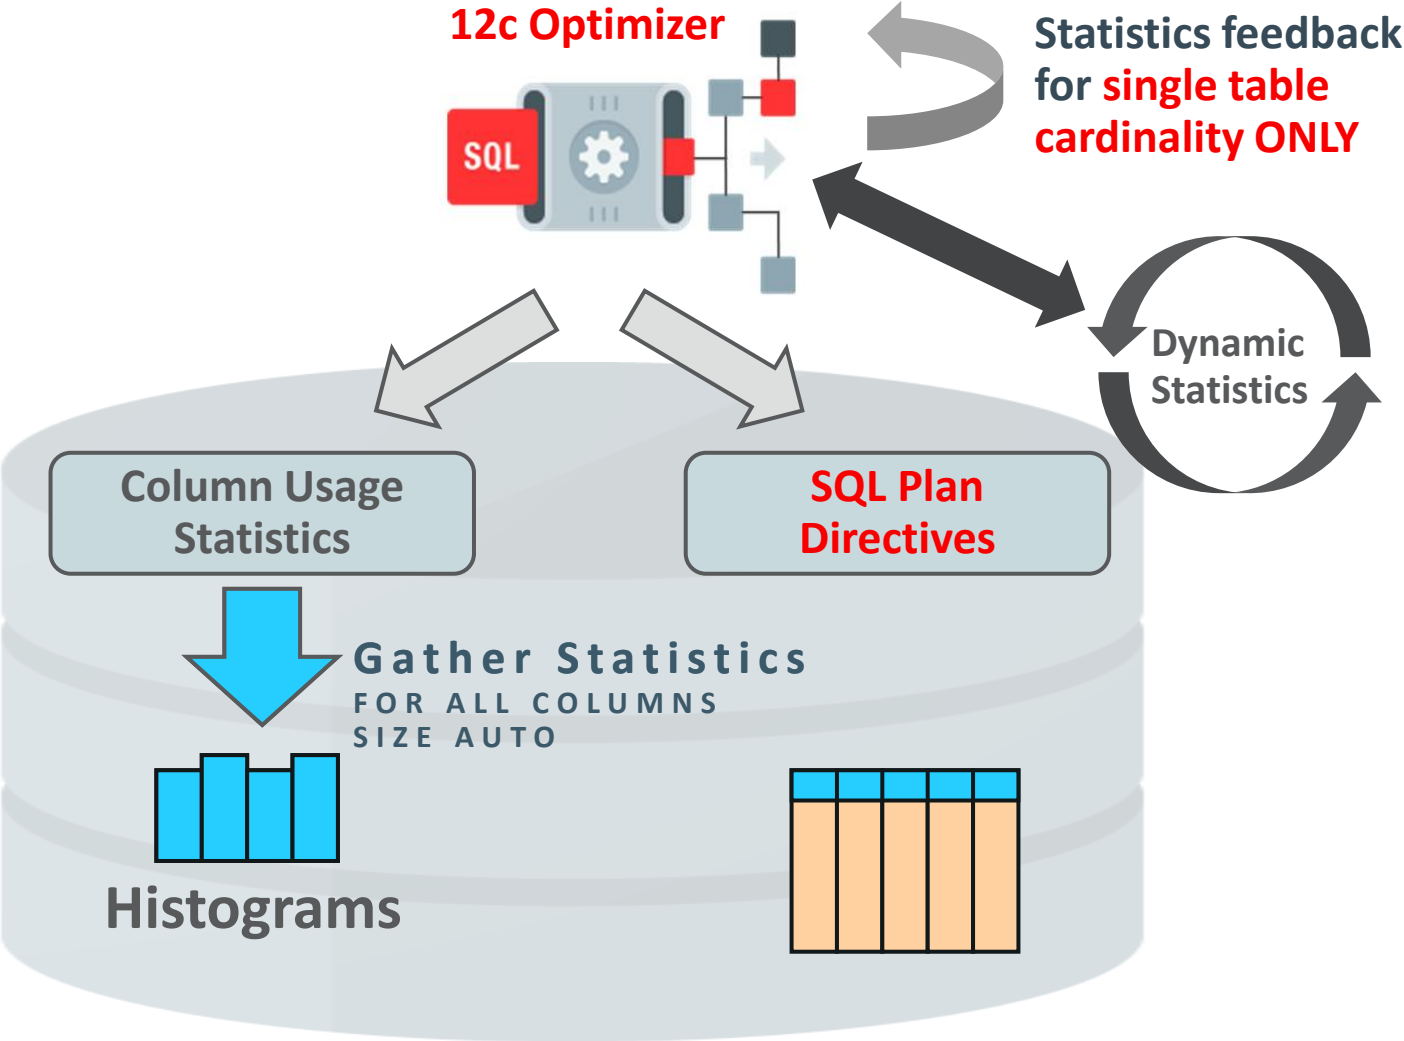 12c Optimizer
Statistics feedback
for single table
cardinality ONLY
SQL
Dynamic
Statistics
Column Usage
Statistics
SQL Plan
Directives
Gather Statistics
FOR ALL COLUMNS
SIZE AUTO
Histograms